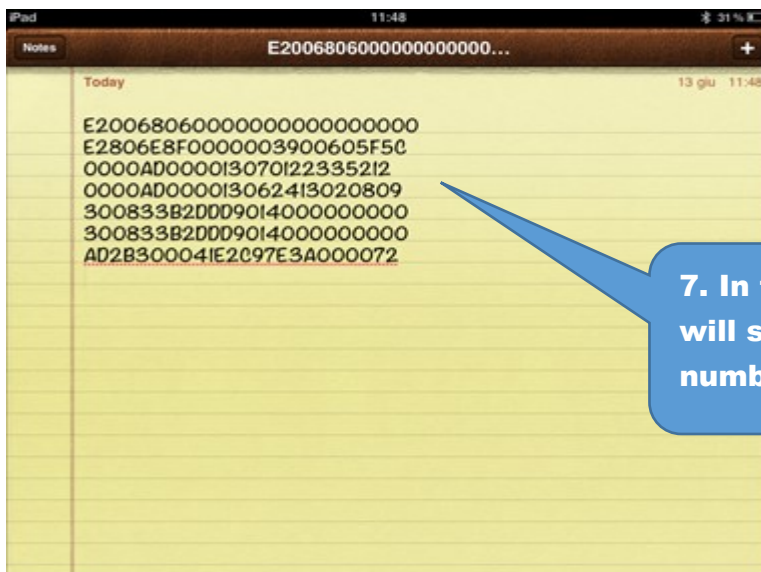 iPad 11:48 31%
Notes E2006806000000000000... +
Today 13 giu 11:48
E20068060000000000000000
E2806E8F0000003900605F5C
0000AD000013070122335212
0000AD000013062413020809
300833B2DDD9014000000000
300833B2DDD9014000000000
AD2B300041E2C97E3A000072
7. In
will s
numb